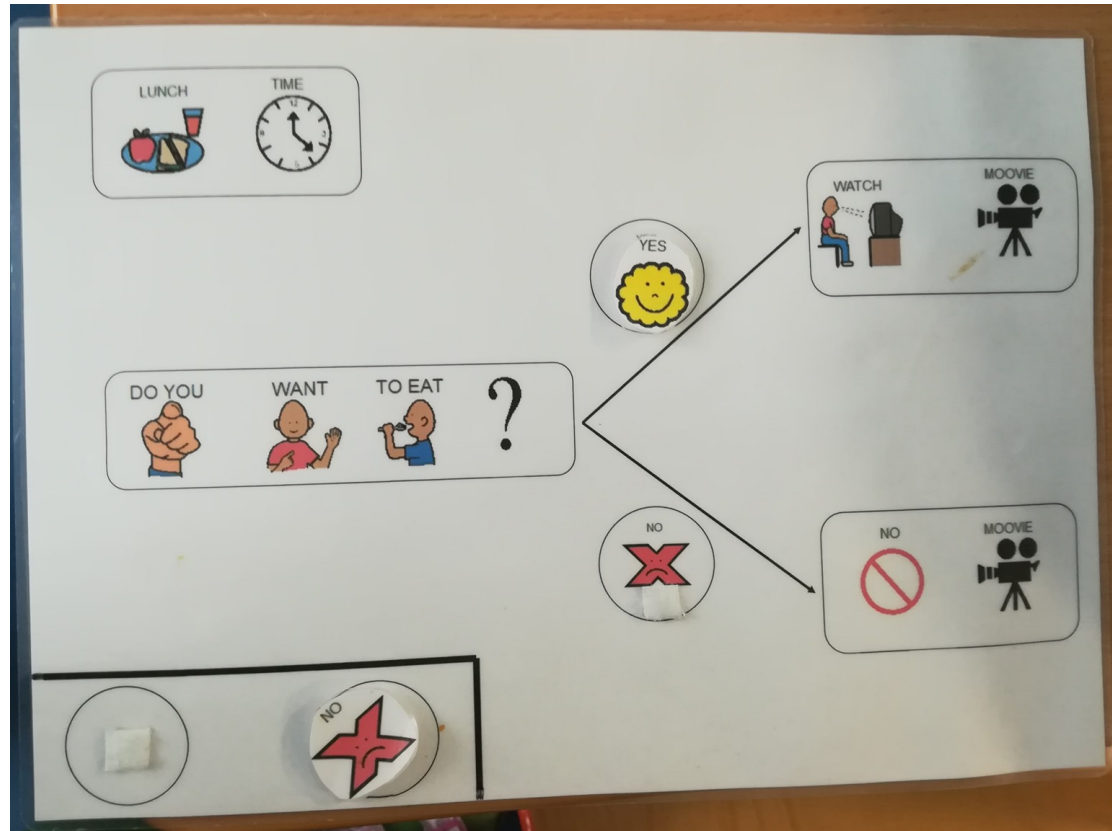 LUNCH TIME
YES
WATCH MOOVIE
DO YOU WANT TO EAT ?
NO
NO MOOVIE
NO